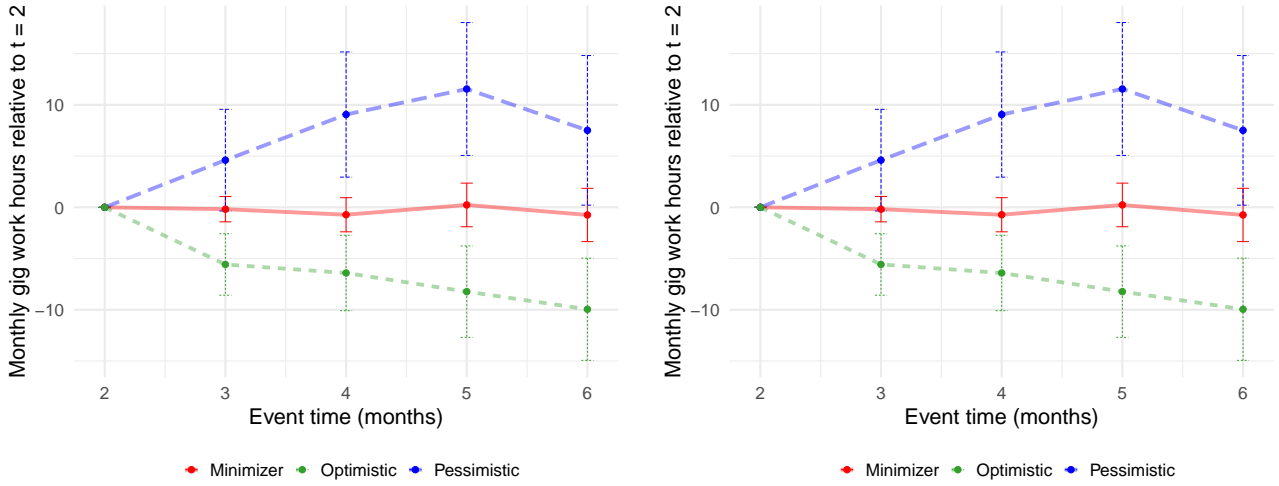 Monthly gig work hours relative to t = 2
10
0
−10
2 3 4 5 6
Event time (months)
Minimizer Optimistic Pessimistic
Monthly gig work hours relative to t = 2
10
0
−10
2 3 4 5 6
Event time (months)
Minimizer Optimistic Pessimistic